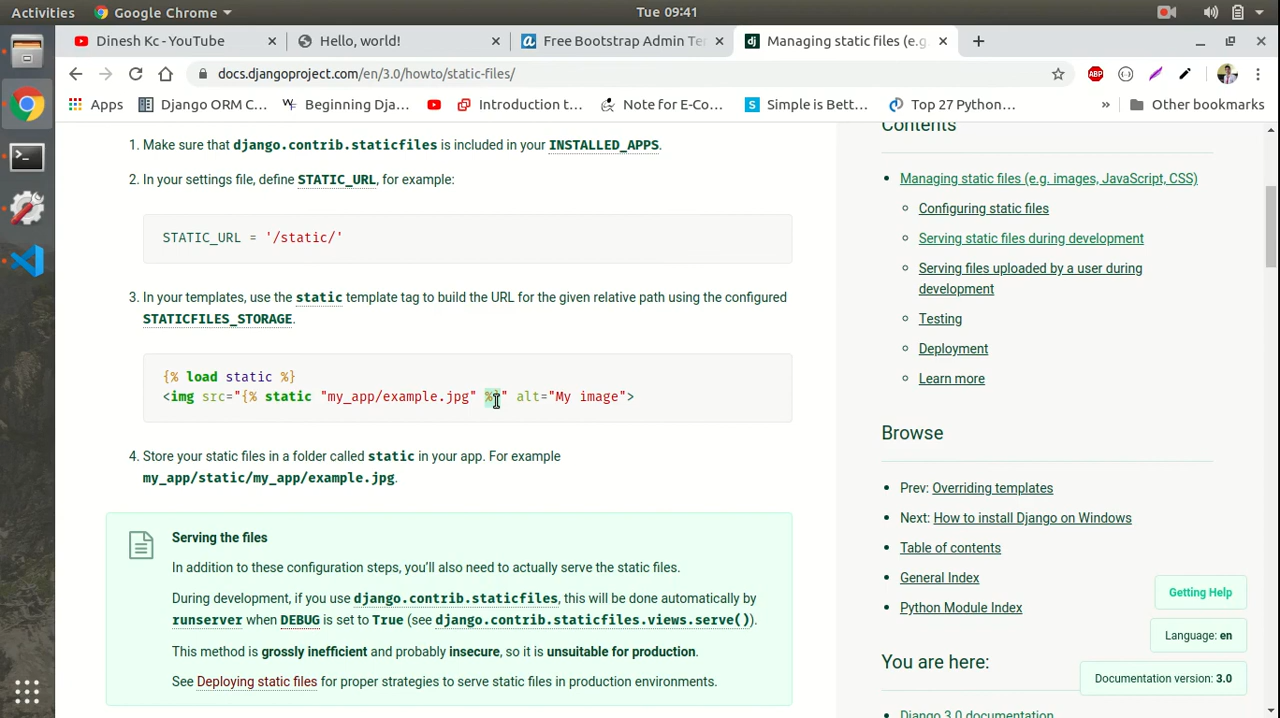 Activities
Google Chrome
Tue 09:41
Dinesh Kc - YouTube
Hello, world!
Free Bootstrap Admin Te
Managing static files (e.g.
docs.djangoproject.com/en/3.0/howto/static-files/
Apps
Django ORM C...
Beginning Dja...
Introduction t...
Note for E-Co...
Simple is Bett...
Top 27 Python...
»
Other bookmarks
1. Make sure that django.contrib.staticfiles is included in your INSTALLED_APPS.
2. In your settings file, define STATIC_URL, for example:
STATIC_URL = '/static/'
3. In your templates, use the static template tag to build the URL for the given relative path using the configured
STATICFILES_STORAGE.
{% load static %}
<img src="{% static "my_app/example.jpg" %}" alt="My image">
4. Store your static files in a folder called static in your app. For example
my_app/static/my_app/example.jpg.
Serving the files
In addition to these configuration steps, you'll also need to actually serve the static files.
During development, if you use django.contrib.staticfiles, this will be done automatically by
runserver when DEBUG is set to True (see django.contrib.staticfiles.views.serve()).
This method is grossly inefficient and probably insecure, so it is unsuitable for production.
See Deploying static files for proper strategies to serve static files in production environments.
Contents
Managing static files (e.g. images, JavaScript, CSS)
Configuring static files
Serving static files during development
Serving files uploaded by a user during
development
Testing
Deployment
Learn more
Browse
Prev: Overriding templates
Next: How to install Django on Windows
Table of contents
General Index
Python Module Index
You are here:
Django 3.0 documentation
Getting Help
Language: en
Documentation version: 3.0
ABP